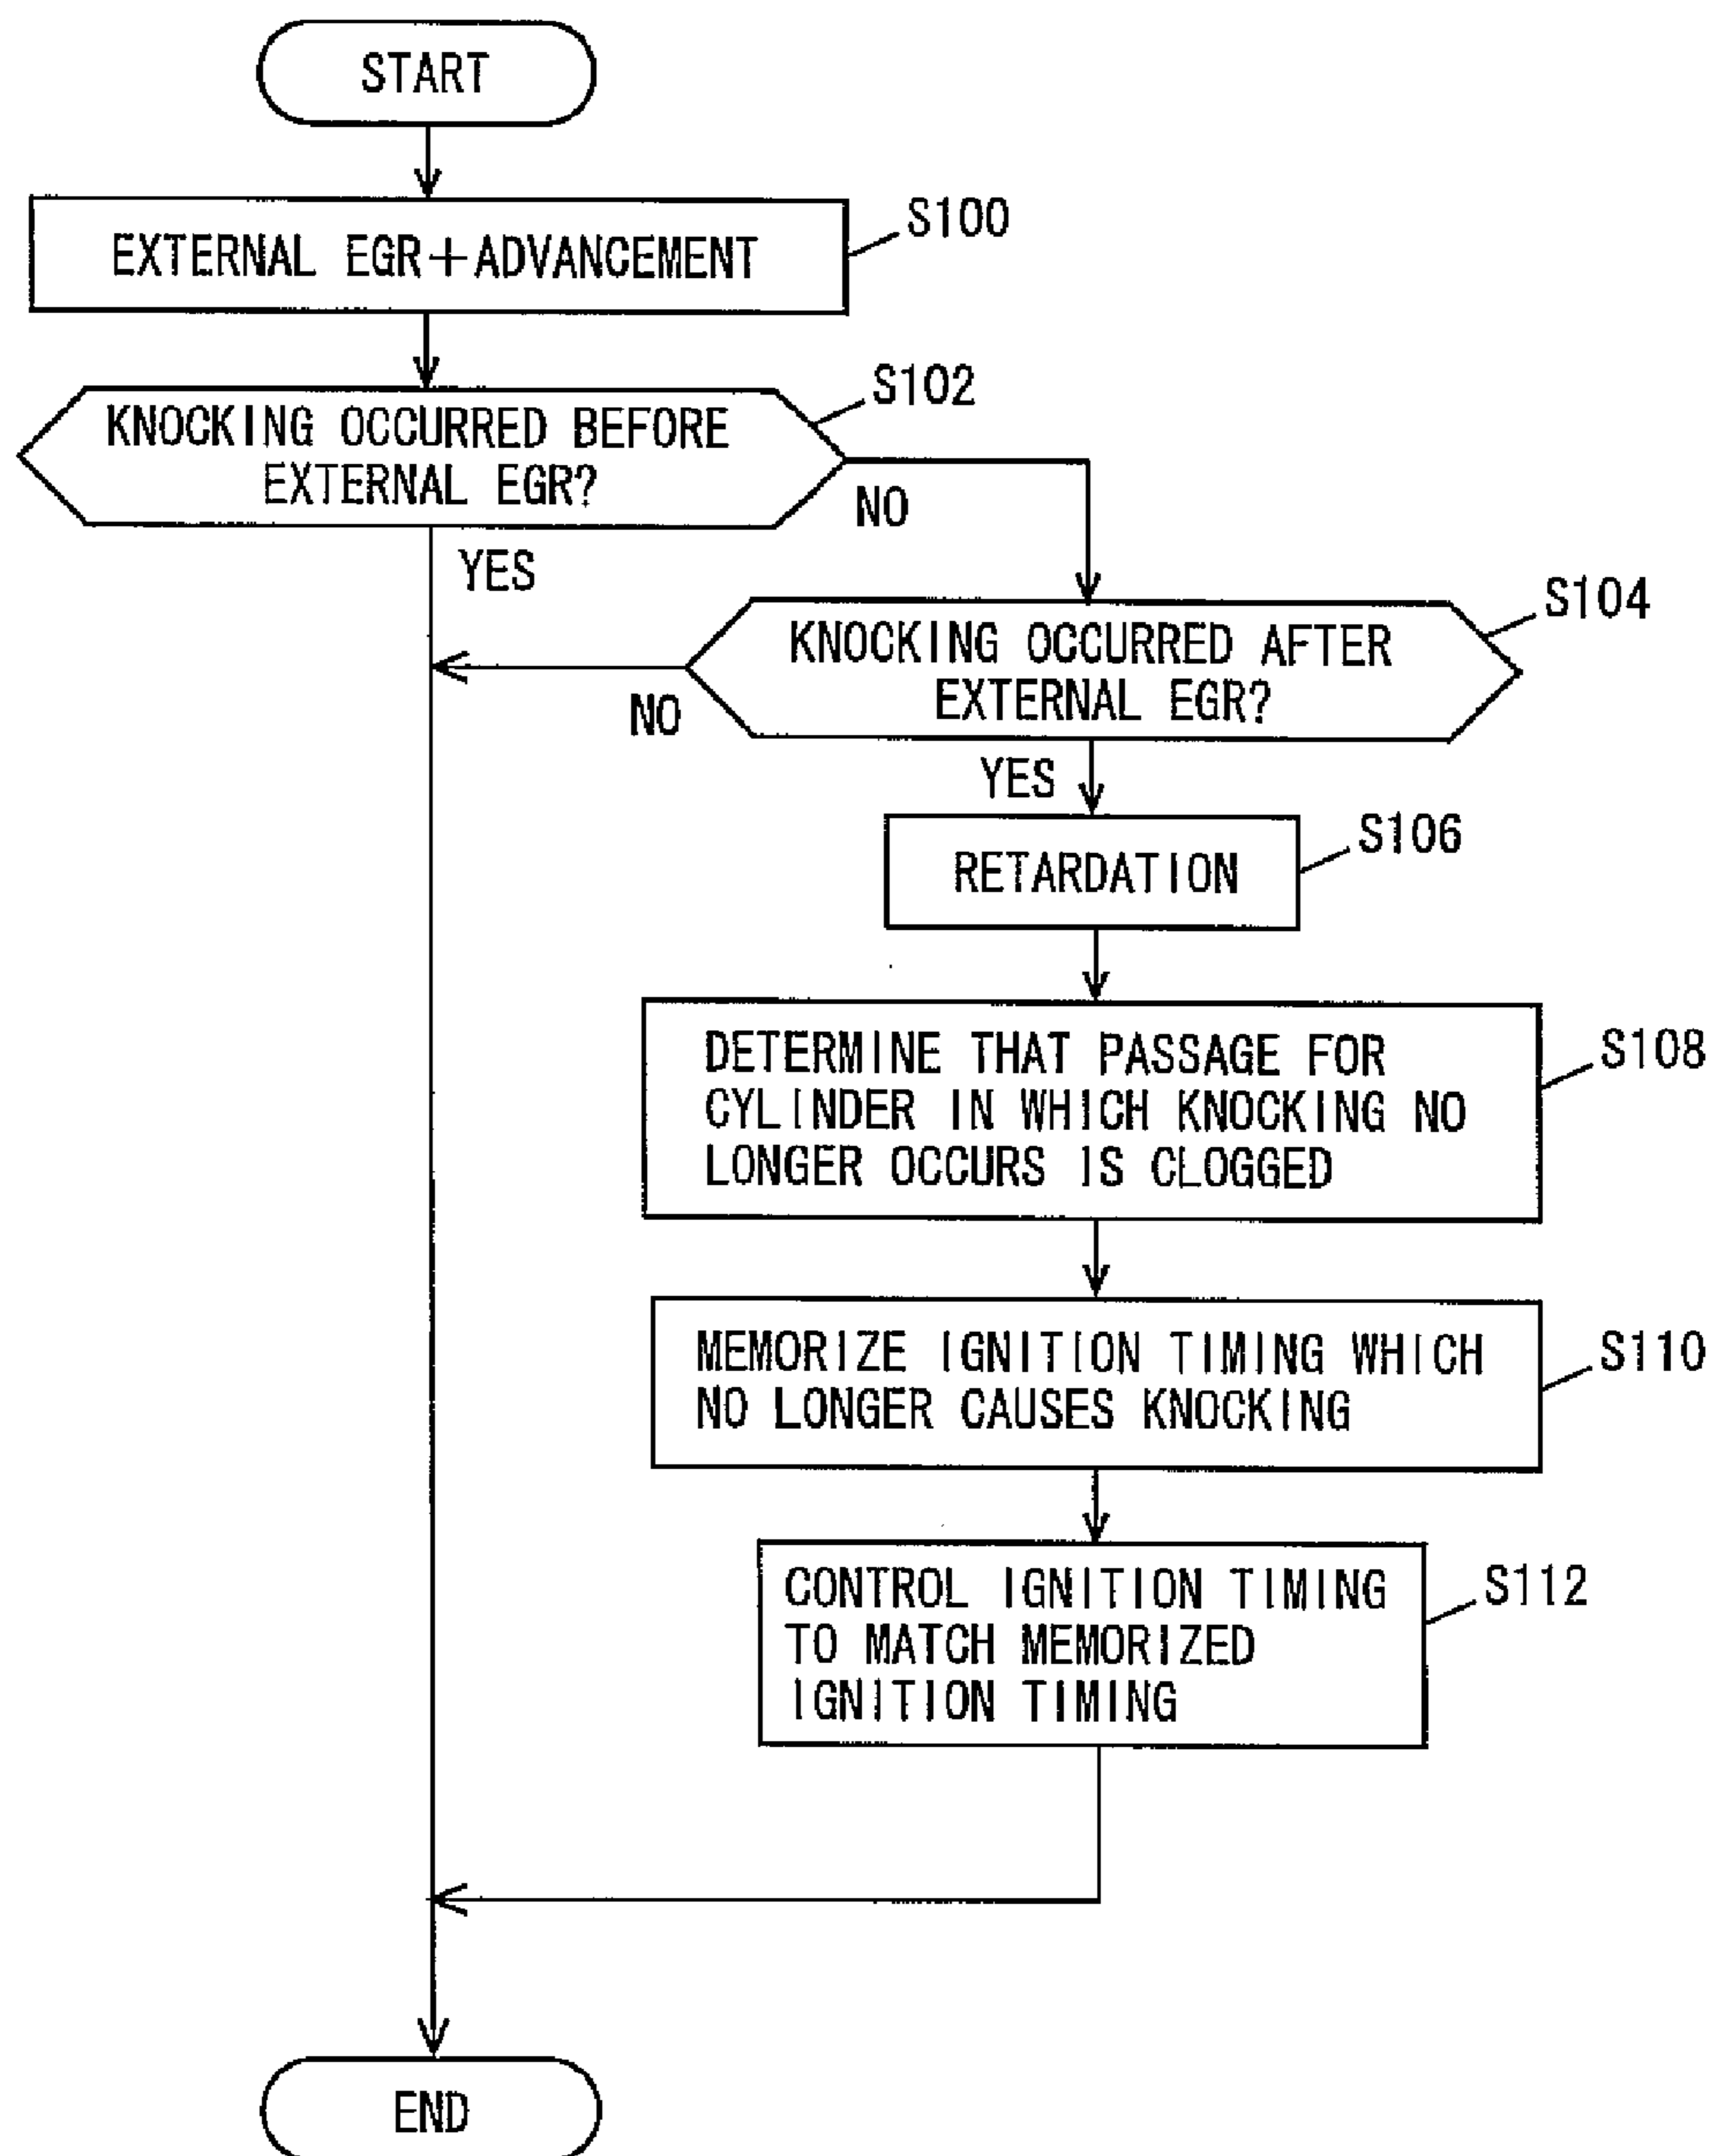 START
EXTERNAL EGR+ADVANCEMENT
S100
KNOCKING OCCURRED BEFORE
EXTERNAL EGR?
S102
NO
YES
KNOCKING OCCURRED AFTER
EXTERNAL EGR?
S104
NO
YES
RETARDATION
S106
DETERMINE THAT PASSAGE FOR
CYLINDER IN WHICH KNOCKING NO
LONGER OCCURS IS CLOGGED
S108
MEMORIZE IGNITION TIMING WHICH
NO LONGER CAUSES KNOCKING
S110
CONTROL IGNITION TIMING
TO MATCH MEMORIZED
IGNITION TIMING
S112
END